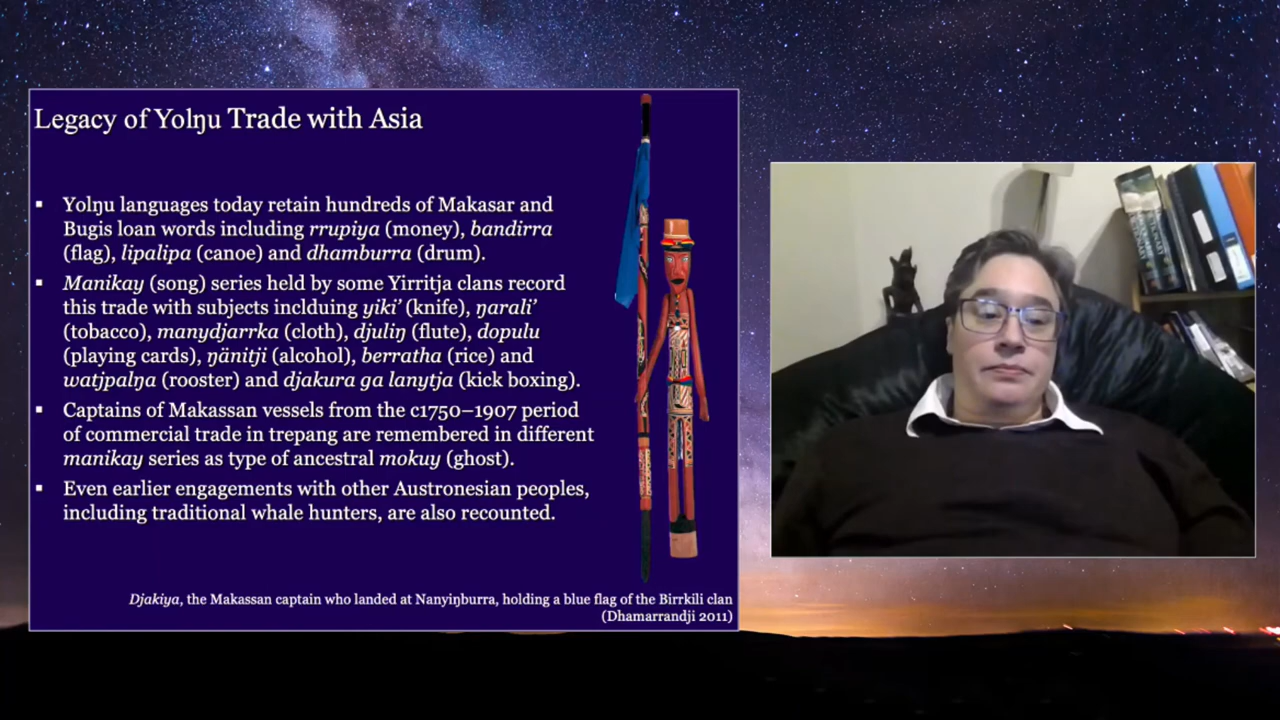 Legacy of Yolŋu Trade with Asia
▪ Yolŋu languages today retain hundreds of Makasar and
Bugis loan words including rrupiya (money), bandirra
(flag), lipalipa (canoe) and dhamburra (drum).
▪ Manikay (song) series held by some Yirritja clans record
this trade with subjects inclduing yiki’ (knife), ŋarali’
(tobacco), manydjarrka (cloth), djuliŋ (flute), dopulu
(playing cards), ŋänitji (alcohol), berratha (rice) and
watjpalŋa (rooster) and djakura ga lanytja (kick boxing).
▪ Captains of Makassan vessels from the c1750–1907 period
of commercial trade in trepang are remembered in different
manikay series as type of ancestral mokuy (ghost).
▪ Even earlier engagements with other Austronesian peoples,
including traditional whale hunters, are also recounted.
Djakiya, the Makassan captain who landed at Nanyiŋburra, holding a blue flag of the Birrkili clan
(Dhamarrandji 2011)